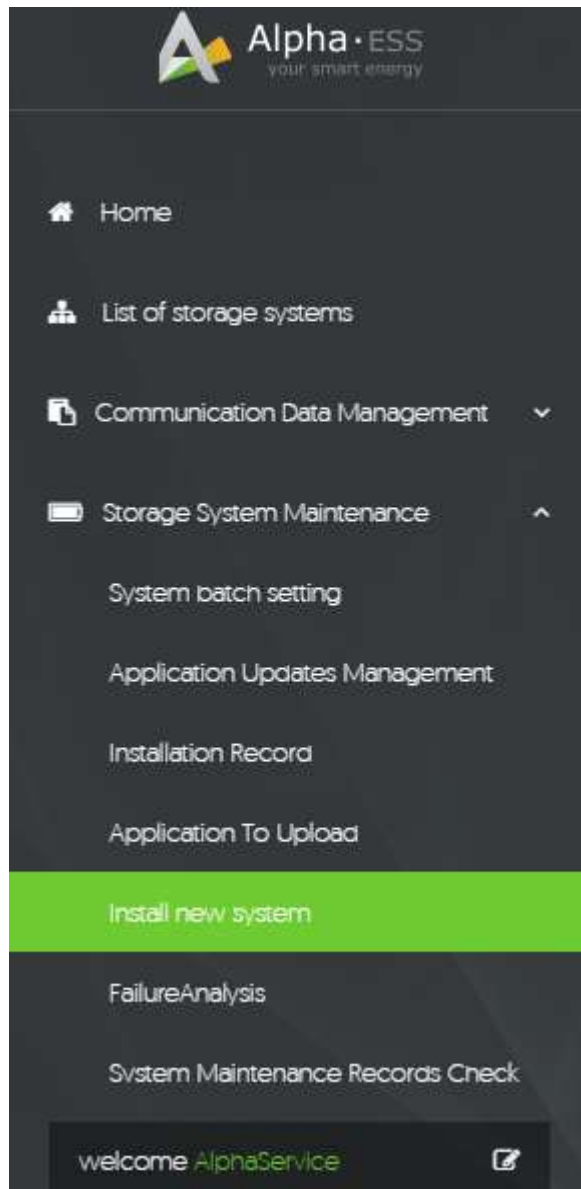 Alpha·ESS
your smart energy
Home
List of storage systems
Communication Data Management
Storage System Maintenance
System batch setting
Application Updates Management
Installation Record
Application To Upload
Install new system
FailureAnalysis
System Maintenance Records Check
welcome AlphaService